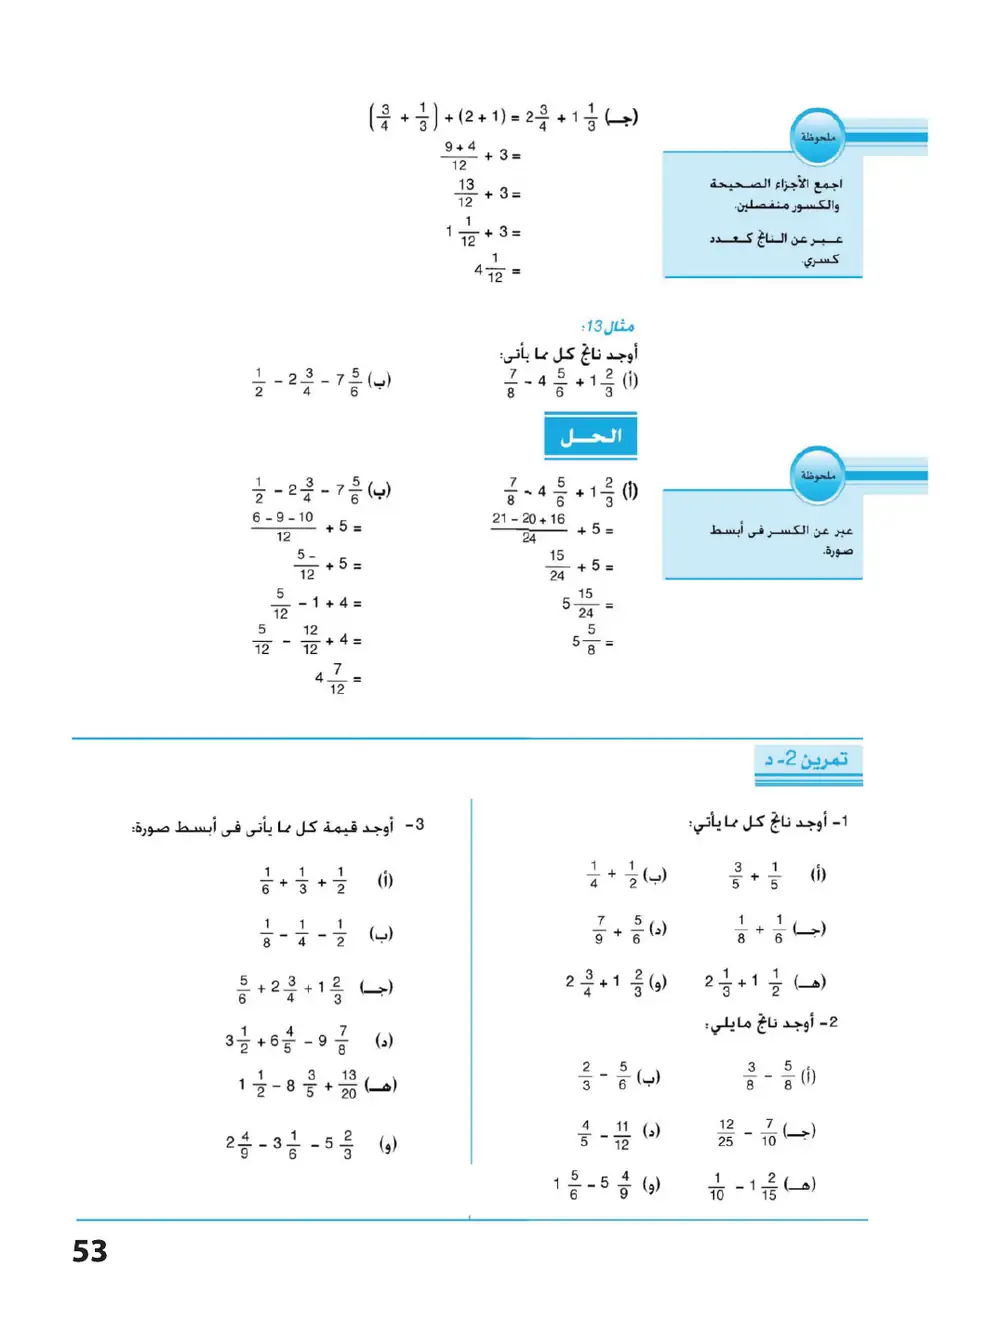 (جـ) 1 1/3 + 2 3/4 = (1 + 2) + (1/3 + 3/4)
= 3 + (4 + 9)/12
= 3 + 13/12
= 3 + 1 1/12
= 4 1/12
ملحوظة
اجمع الأجزاء الصحيحة
والكسور منفصلين.
عبر عن الناتج كعدد
كسري.
مثال 13:
أوجد ناتج كل مما يأتى:
(أ) 1 2/3 + 4 5/6 - 7/8
(ب) 7 5/6 - 2 3/4 - 1/2
الحل
(أ) 1 2/3 + 4 5/6 - 7/8
= 5 + (16 + 20 - 21)/24
= 5 + 15/24
= 5 15/24
= 5 5/8
(ب) 7 5/6 - 2 3/4 - 1/2
= 5 + (10 - 9 - 6)/12
= 5 + -5/12
= 4 + 1 - 5/12
= 4 + 12/12 - 5/12
= 4 7/12
ملحوظة
عبر عن الكسر فى أبسط
صورة.
تمرين 2- د
1- أوجد ناتج كل مما يأتي:
(أ) 1/5 + 3/5
(ب) 1/2 + 1/4
(جـ) 1/6 + 1/8
(د) 5/6 + 7/9
(هـ) 1 1/2 + 2 1/3
(و) 1 2/3 + 2 3/4
2- أوجد ناتج مايلي:
(أ) 5/8 - 3/8
(ب) 5/6 - 2/3
(جـ) 7/10 - 12/25
(د) 11/12 - 4/5
(هـ) 1 2/15 - 1/10
(و) 5 4/9 - 1 5/6
3- أوجد قيمة كل مما يأتى فى أبسط صورة:
(أ) 1/2 + 1/3 + 1/6
(ب) 1/2 - 1/4 - 1/8
(جـ) 1 2/3 + 2 3/4 + 5/6
(د) 9 7/8 - 6 4/5 + 3 1/2
(هـ) 13/20 + 8 3/5 - 1 1/2
(و) 5 2/3 - 3 1/6 - 2 4/9
53